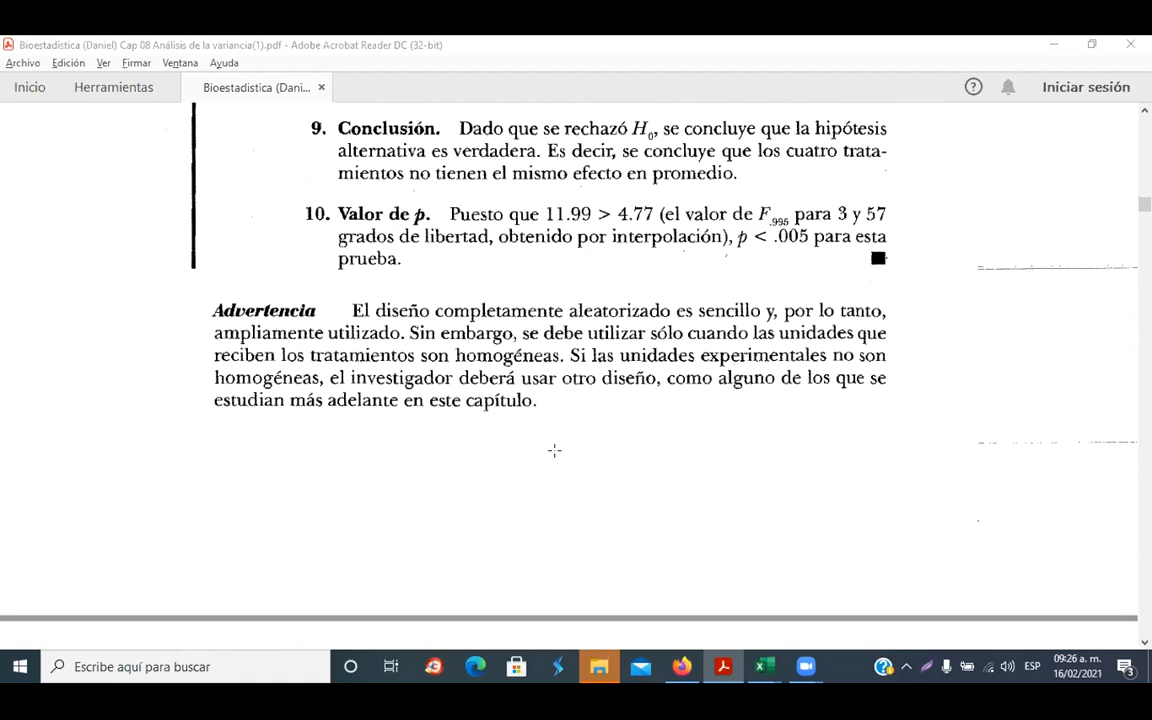 Bioestadistica (Daniel) Cap 08 Análisis de la variancia(1).pdf - Adobe Acrobat Reader DC (32-bit)
Archivo Edición Ver Firmar Ventana Ayuda
Inicio Herramientas Bioestadistica (Dani... × Iniciar sesión
9. Conclusión. Dado que se rechazó H0, se concluye que la hipótesis
alternativa es verdadera. Es decir, se concluye que los cuatro trata-
mientos no tienen el mismo efecto en promedio.
10. Valor de p. Puesto que 11.99 > 4.77 (el valor de F.995 para 3 y 57
grados de libertad, obtenido por interpolación), p < .005 para esta
prueba.
Advertencia El diseño completamente aleatorizado es sencillo y, por lo tanto,
ampliamente utilizado. Sin embargo, se debe utilizar sólo cuando las unidades que
reciben los tratamientos son homogéneas. Si las unidades experimentales no son
homogéneas, el investigador deberá usar otro diseño, como alguno de los que se
estudian más adelante en este capítulo.
Escribe aquí para buscar
ESP
09:26 a. m.
16/02/2021
3